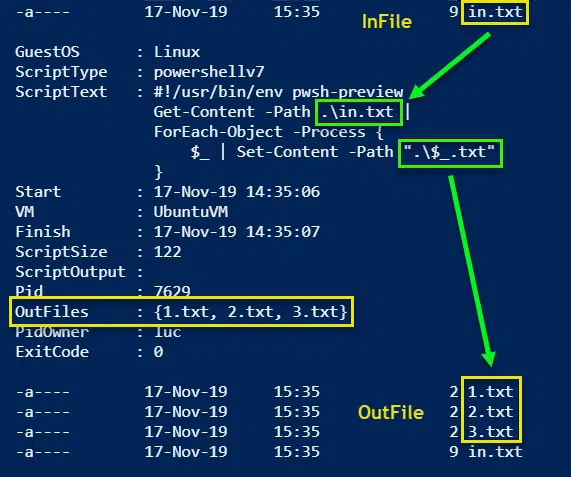 -a---- 17-Nov-19 15:35 9 in.txt
InFile
GuestOS : Linux
ScriptType : powershellv7
ScriptText : #!/usr/bin/env pwsh-preview
Get-Content -Path .\in.txt |
ForEach-Object -Process {
$_ | Set-Content -Path ".\$_.txt"
}
Start : 17-Nov-19 14:35:06
VM : UbuntuVM
Finish : 17-Nov-19 14:35:07
ScriptSize : 122
ScriptOutput :
Pid : 7629
OutFiles : {1.txt, 2.txt, 3.txt}
PidOwner : luc
ExitCode : 0
-a---- 17-Nov-19 15:35 2 1.txt
OutFile
-a---- 17-Nov-19 15:35 2 2.txt
-a---- 17-Nov-19 15:35 2 3.txt
-a---- 17-Nov-19 15:35 9 in.txt